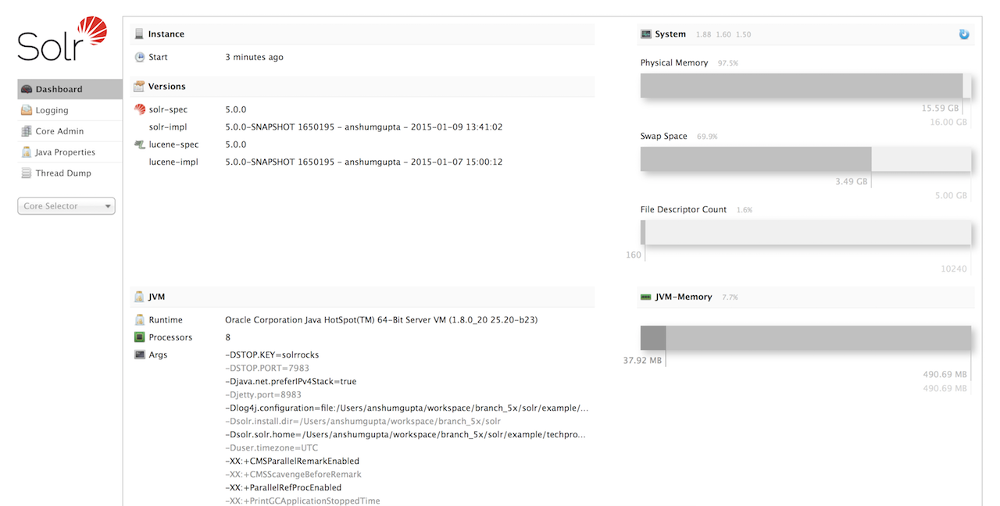 Solr
Dashboard
Logging
Core Admin
Java Properties
Thread Dump
Core Selector
Instance
Start 3 minutes ago
Versions
solr-spec 5.0.0
solr-impl 5.0.0-SNAPSHOT 1650195 - anshumgupta - 2015-01-09 13:41:02
lucene-spec 5.0.0
lucene-impl 5.0.0-SNAPSHOT 1650195 - anshumgupta - 2015-01-07 15:00:12
JVM
Runtime Oracle Corporation Java HotSpot(TM) 64-Bit Server VM (1.8.0_20 25.20-b23)
Processors 8
Args -DSTOP.KEY=solrrocks
-DSTOP.PORT=7983
-Djava.net.preferIPv4Stack=true
-Djetty.port=8983
-Dlog4j.configuration=file:/Users/anshumgupta/workspace/branch_5x/solr/example/...
-Dsolr.install.dir=/Users/anshumgupta/workspace/branch_5x/solr
-Dsolr.solr.home=/Users/anshumgupta/workspace/branch_5x/solr/example/techpro...
-Duser.timezone=UTC
-XX:+CMSParallelRemarkEnabled
-XX:+CMSScavengeBeforeRemark
-XX:+ParallelRefProcEnabled
-XX:+PrintGCApplicationStoppedTime
System 1.88 1.60 1.50
Physical Memory 97.5%
15.59 GB
16.00 GB
Swap Space 69.9%
3.49 GB
5.00 GB
File Descriptor Count 1.6%
160
10240
JVM-Memory 7.7%
37.92 MB
490.69 MB
490.69 MB